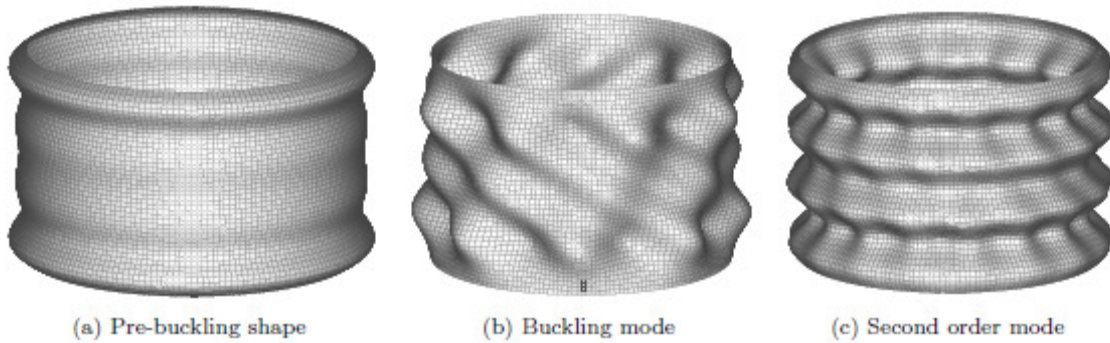 (a) Pre-buckling shape
(b) Buckling mode
(c) Second order mode